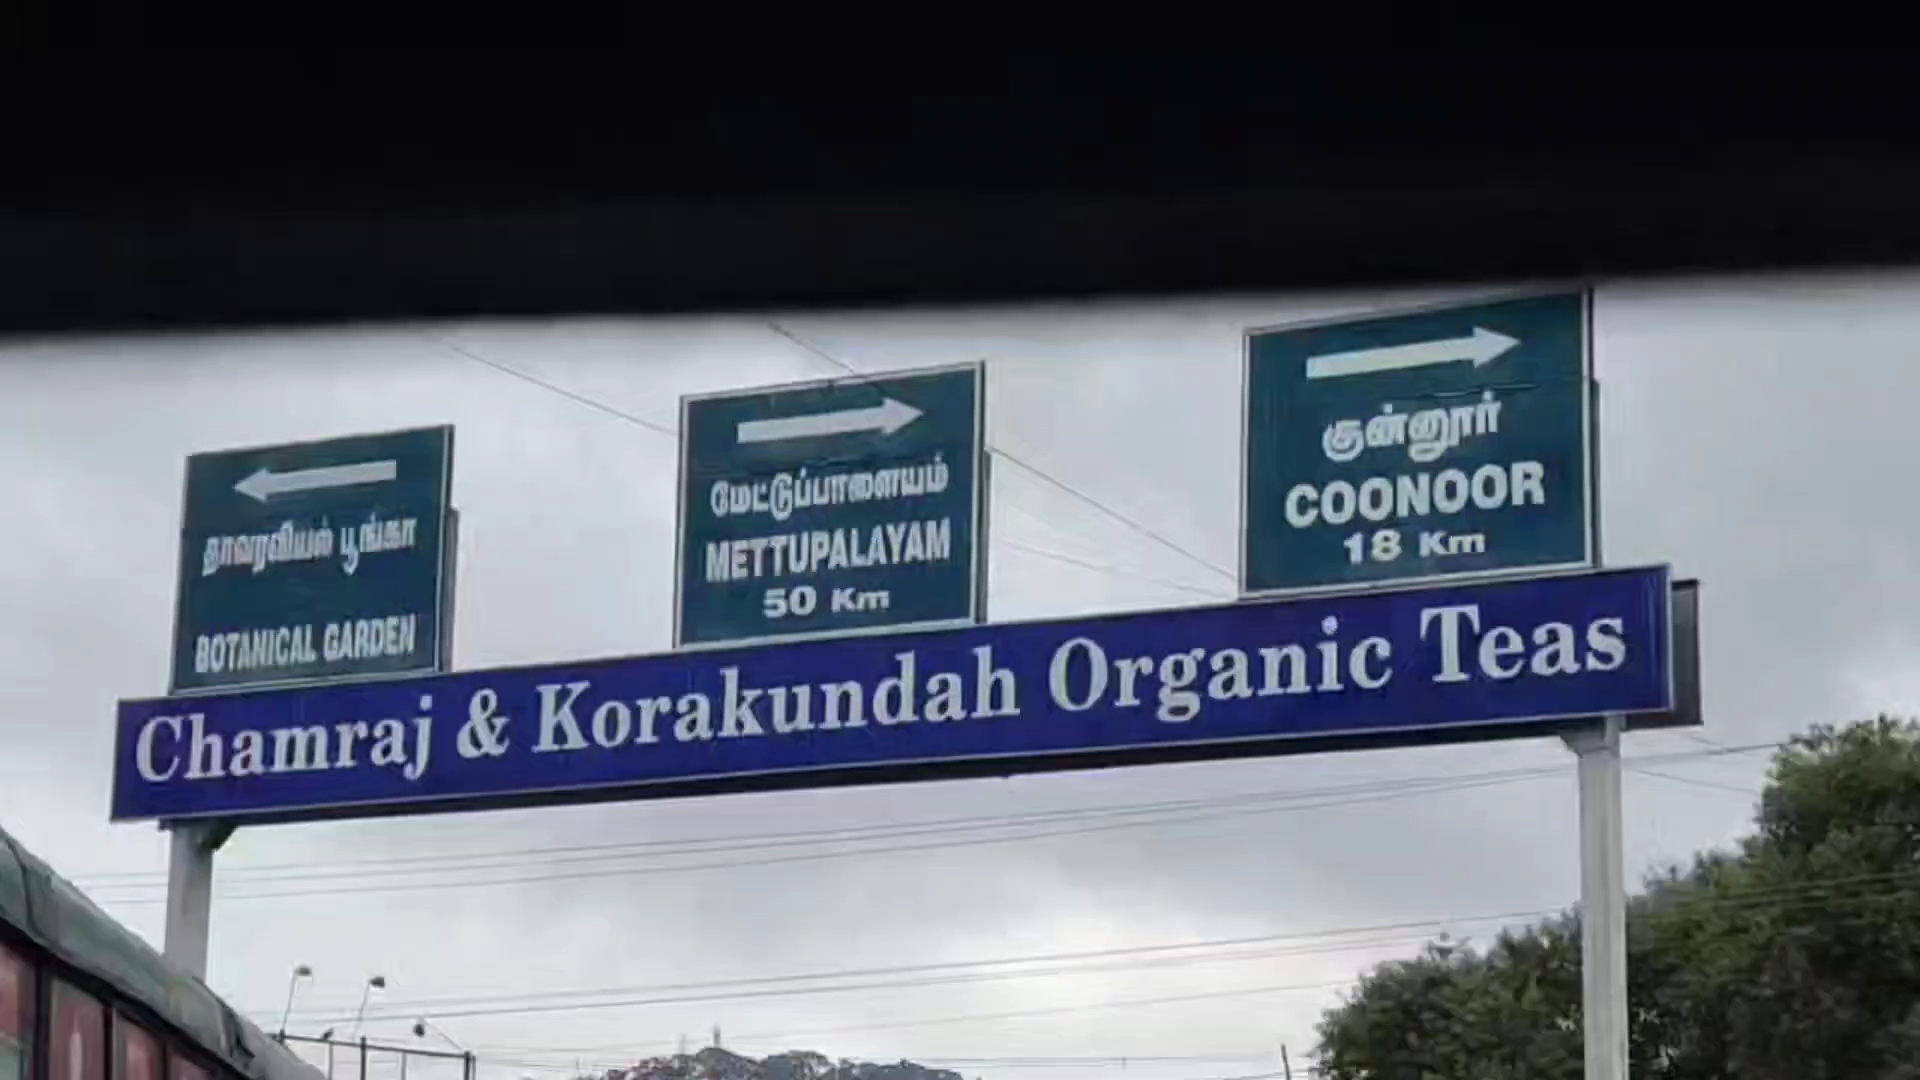 தாவரவியல் பூங்கா
BOTANICAL GARDEN
மேட்டுப்பாளையம்
METTUPALAYAM
50 Km
குன்னூர்
COONOOR
18 Km
Chamraj & Korakundah Organic Teas